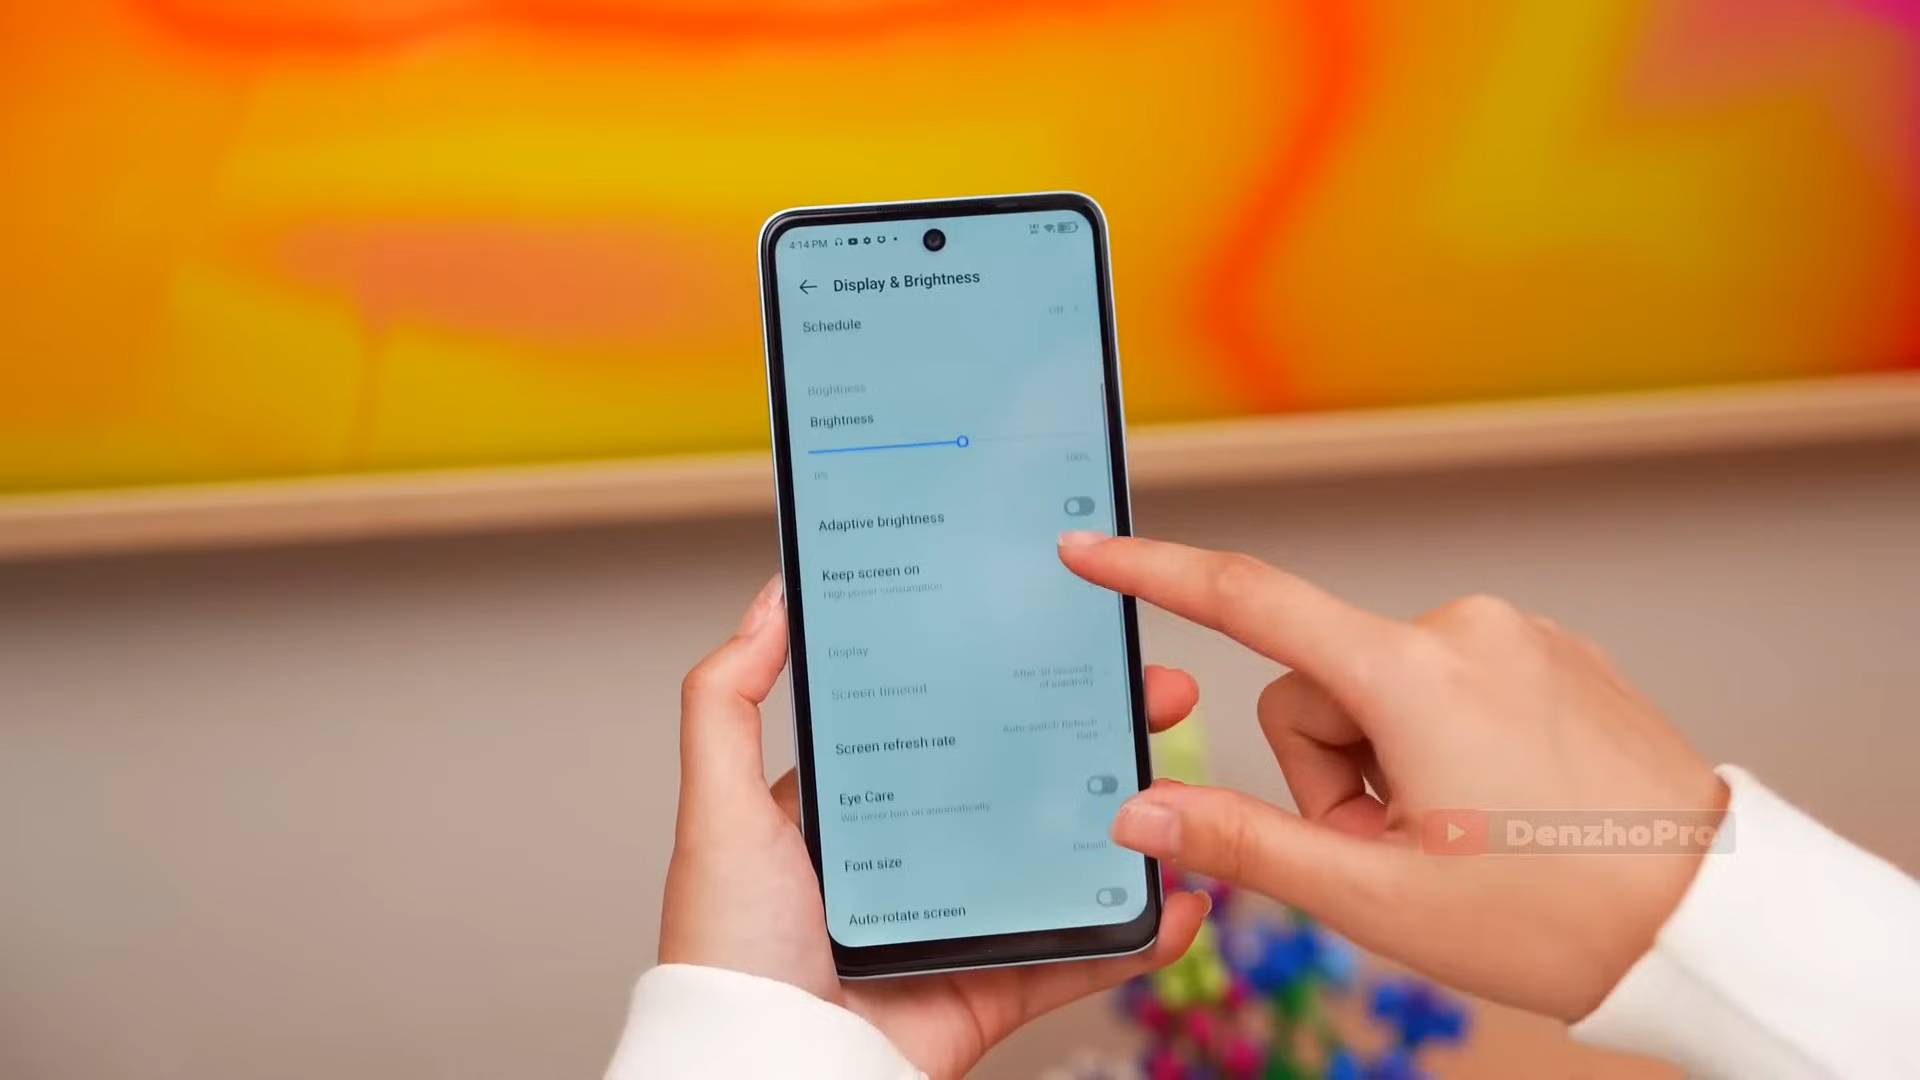 4:14 PM
Display & Brightness
Schedule
Off
Brightness
Brightness
0%
100%
Adaptive brightness
Keep screen on
High power consumption
Display
Screen timeout
After 30 seconds
of inactivity
Screen refresh rate
Auto-switch Refresh
Rate
Eye Care
Will never turn on automatically
Font size
Default
Auto-rotate screen
DenzhoPro